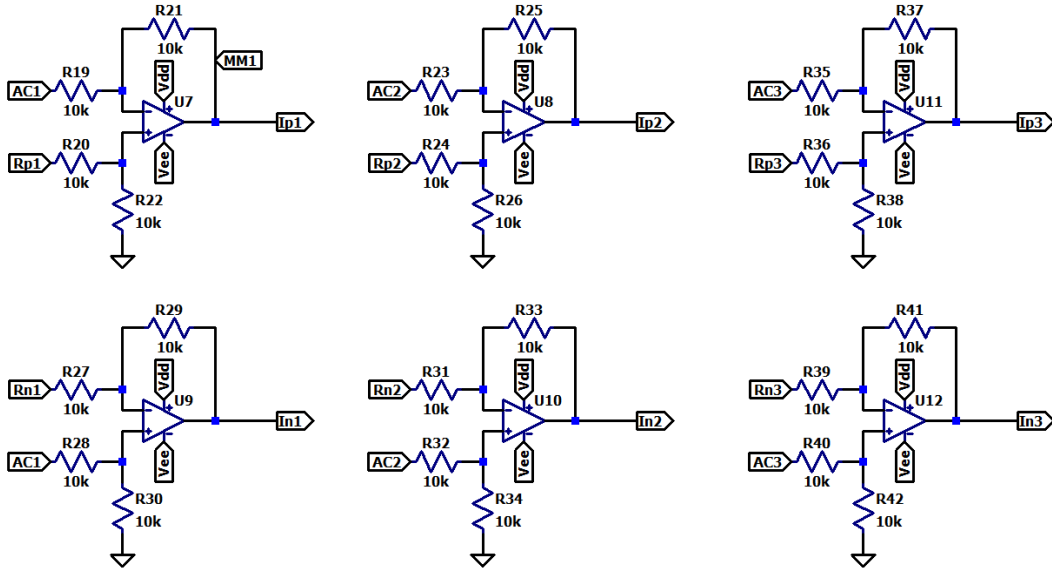 R21
10k
MM1
R19
AC1
10k
Vdd
U7
Ip1
R20
Rp1
10k
Vee
R22
10k
R25
10k
R23
AC2
10k
Vdd
U8
Ip2
R24
Rp2
10k
Vee
R26
10k
R37
10k
R35
AC3
10k
Vdd
U11
Ip3
R36
Rp3
10k
Vee
R38
10k
R29
10k
R27
Rn1
10k
Vdd
U9
In1
R28
AC1
10k
Vee
R30
10k
R33
10k
R31
Rn2
10k
Vdd
U10
In2
R32
AC2
10k
Vee
R34
10k
R41
10k
R39
Rn3
10k
Vdd
U12
In3
R40
AC3
10k
Vee
R42
10k